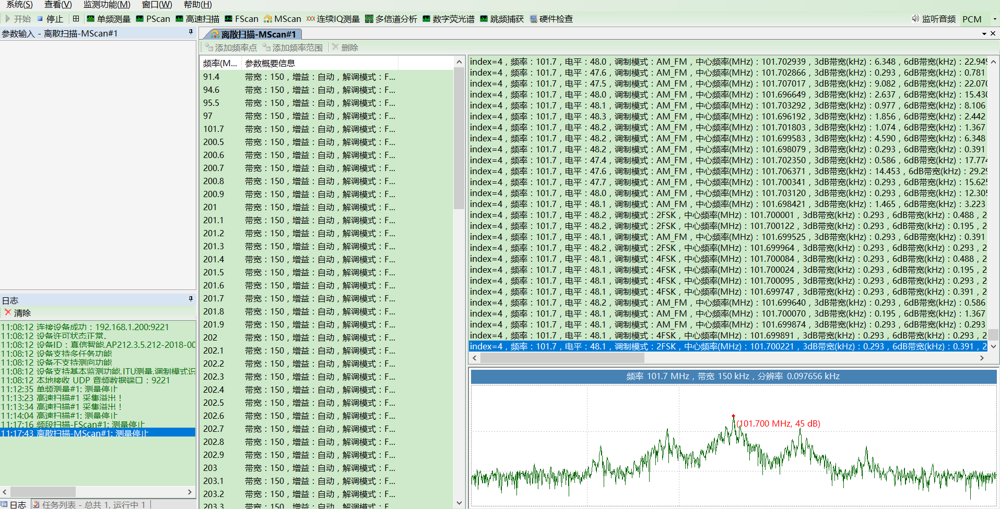 系统(S) 查看(V) 监测功能(M) 窗口(W) 帮助(H)
开始 停止 单频测量 PScan 高速扫描 FScan MScan 连续IQ测量 多信道分析 数字荧光谱 跳频捕获 硬件检查 监听音频 PCM
参数输入 - 离散扫描-MScan#1
离散扫描-MScan#1
添加频率点 添加频率范围 删除
频率(M... 参数概要信息
91.4 带宽：150，增益：自动，解调模式：F...
94.6 带宽：150，增益：自动，解调模式：F...
95.5 带宽：150，增益：自动，解调模式：F...
97 带宽：150，增益：自动，解调模式：F...
101.7 带宽：150，增益：自动，解调模式：F...
200.5 带宽：150，增益：自动，解调模式：F...
200.6 带宽：150，增益：自动，解调模式：F...
200.7 带宽：150，增益：自动，解调模式：F...
200.8 带宽：150，增益：自动，解调模式：F...
200.9 带宽：150，增益：自动，解调模式：F...
201 带宽：150，增益：自动，解调模式：F...
201.1 带宽：150，增益：自动，解调模式：F...
201.2 带宽：150，增益：自动，解调模式：F...
201.3 带宽：150，增益：自动，解调模式：F...
201.4 带宽：150，增益：自动，解调模式：F...
201.5 带宽：150，增益：自动，解调模式：F...
201.6 带宽：150，增益：自动，解调模式：F...
201.7 带宽：150，增益：自动，解调模式：F...
201.8 带宽：150，增益：自动，解调模式：F...
201.9 带宽：150，增益：自动，解调模式：F...
202 带宽：150，增益：自动，解调模式：F...
202.1 带宽：150，增益：自动，解调模式：F...
202.2 带宽：150，增益：自动，解调模式：F...
202.3 带宽：150，增益：自动，解调模式：F...
202.4 带宽：150，增益：自动，解调模式：F...
202.5 带宽：150，增益：自动，解调模式：F...
202.6 带宽：150，增益：自动，解调模式：F...
202.7 带宽：150，增益：自动，解调模式：F...
202.8 带宽：150，增益：自动，解调模式：F...
202.9 带宽：150，增益：自动，解调模式：F...
203 带宽：150，增益：自动，解调模式：F...
203.1 带宽：150，增益：自动，解调模式：F...
203.2 带宽：150，增益：自动，解调模式：F...
203.3 带宽：150，增益：自动，解调模式：F...
index=4，频率：101.7，电平：48.0，调制模式：AM_FM，中心频率(MHz)：101.702939，3dB带宽(kHz)：6.348，6dB带宽(kHz)：22.949
index=4，频率：101.7，电平：47.6，调制模式：AM_FM，中心频率(MHz)：101.702866，3dB带宽(kHz)：0.293，6dB带宽(kHz)：0.781
index=4，频率：101.7，电平：47.5，调制模式：AM_FM，中心频率(MHz)：101.707017，3dB带宽(kHz)：9.082，6dB带宽(kHz)：22.070
index=4，频率：101.7，电平：48.0，调制模式：AM_FM，中心频率(MHz)：101.696649，3dB带宽(kHz)：2.637，6dB带宽(kHz)：15.430
index=4，频率：101.7，电平：48.1，调制模式：AM_FM，中心频率(MHz)：101.703292，3dB带宽(kHz)：0.977，6dB带宽(kHz)：8.106
index=4，频率：101.7，电平：48.3，调制模式：AM_FM，中心频率(MHz)：101.696192，3dB带宽(kHz)：1.856，6dB带宽(kHz)：2.442
index=4，频率：101.7，电平：48.2，调制模式：AM_FM，中心频率(MHz)：101.701803，3dB带宽(kHz)：1.074，6dB带宽(kHz)：1.367
index=4，频率：101.7，电平：48.2，调制模式：AM_FM，中心频率(MHz)：101.699583，3dB带宽(kHz)：4.590，6dB带宽(kHz)：6.348
index=4，频率：101.7，电平：48.2，调制模式：AM_FM，中心频率(MHz)：101.698079，3dB带宽(kHz)：0.293，6dB带宽(kHz)：0.391
index=4，频率：101.7，电平：47.4，调制模式：AM_FM，中心频率(MHz)：101.702350，3dB带宽(kHz)：0.586，6dB带宽(kHz)：17.774
index=4，频率：101.7，电平：47.6，调制模式：AM_FM，中心频率(MHz)：101.706371，3dB带宽(kHz)：14.453，6dB带宽(kHz)：29.29
index=4，频率：101.7，电平：47.7，调制模式：AM_FM，中心频率(MHz)：101.700341，3dB带宽(kHz)：0.293，6dB带宽(kHz)：15.625
index=4，频率：101.7，电平：48.0，调制模式：AM_FM，中心频率(MHz)：101.703120，3dB带宽(kHz)：0.293，6dB带宽(kHz)：12.305
index=4，频率：101.7，电平：48.1，调制模式：AM_FM，中心频率(MHz)：101.698421，3dB带宽(kHz)：1.465，6dB带宽(kHz)：3.223
index=4，频率：101.7，电平：48.2，调制模式：2FSK，中心频率(MHz)：101.700001，3dB带宽(kHz)：0.293，6dB带宽(kHz)：0.488，2
index=4，频率：101.7，电平：48.2，调制模式：2FSK，中心频率(MHz)：101.700122，3dB带宽(kHz)：0.293，6dB带宽(kHz)：0.195，2
index=4，频率：101.7，电平：48.1，调制模式：AM_FM，中心频率(MHz)：101.699525，3dB带宽(kHz)：0.293，6dB带宽(kHz)：0.391
index=4，频率：101.7，电平：48.2，调制模式：2FSK，中心频率(MHz)：101.699964，3dB带宽(kHz)：0.293，6dB带宽(kHz)：0.293，2
index=4，频率：101.7，电平：48.1，调制模式：4FSK，中心频率(MHz)：101.700084，3dB带宽(kHz)：0.293，6dB带宽(kHz)：0.488，2
index=4，频率：101.7，电平：48.1，调制模式：4FSK，中心频率(MHz)：101.700024，3dB带宽(kHz)：0.293，6dB带宽(kHz)：0.195，2
index=4，频率：101.7，电平：48.1，调制模式：4FSK，中心频率(MHz)：101.700095，3dB带宽(kHz)：0.293，6dB带宽(kHz)：0.293，2
index=4，频率：101.7，电平：48.1，调制模式：4FSK，中心频率(MHz)：101.699747，3dB带宽(kHz)：0.293，6dB带宽(kHz)：0.391，2
index=4，频率：101.7，电平：48.2，调制模式：AM_FM，中心频率(MHz)：101.699640，3dB带宽(kHz)：0.293，6dB带宽(kHz)：0.586
index=4，频率：101.7，电平：48.1，调制模式：AM_FM，中心频率(MHz)：101.700070，3dB带宽(kHz)：0.195，6dB带宽(kHz)：1.367
index=4，频率：101.7，电平：48.1，调制模式：AM_FM，中心频率(MHz)：101.699874，3dB带宽(kHz)：0.293，6dB带宽(kHz)：0.293
index=4，频率：101.7，电平：48.1，调制模式：4FSK，中心频率(MHz)：101.699891，3dB带宽(kHz)：0.293，6dB带宽(kHz)：0.293，2
index=4，频率：101.7，电平：48.1，调制模式：2FSK，中心频率(MHz)：101.700221，3dB带宽(kHz)：0.293，6dB带宽(kHz)：0.391，2
频率 101.7 MHz，带宽 150 kHz，分辨率 0.097656 kHz
(101.700 MHz, 45 dB)
日志
清除
11:08:12 连接设备成功：192.168.1.200:9221
11:08:12 设备许可状态正常。
11:08:12 设备ID：真信智能.AP212.3.5.212-2018-00
11:08:12 设备支持多任务功能
11:08:12 设备不支持测向功能
11:08:12 设备支持基本监测功能,ITU测量,调制模式识
11:08:12 本地接收 UDP 音频数据端口：9221
11:12:35 单频测量#1: 测量停止
11:13:23 高速扫描#1 采集溢出！
11:13:34 高速扫描#1 采集溢出！
11:14:04 高速扫描#1: 测量停止
11:17:16 频段扫描-FScan#1: 测量停止
11:17:43 离散扫描-MScan#1: 测量停止
日志 任务列表 - 总共 1, 运行中 1